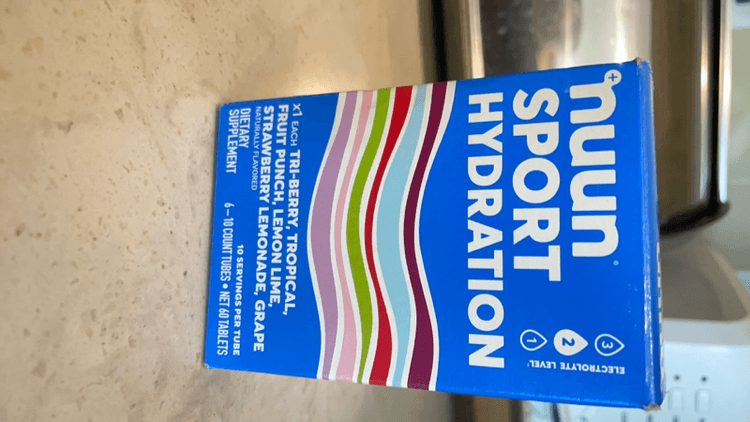 nuun
SPORT
HYDRATION
ELECTROLYTE LEVEL:
1 2 3
x1 EACH TRI-BERRY, TROPICAL,
FRUIT PUNCH, LEMON LIME,
STRAWBERRY LEMONADE, GRAPE
NATURALLY FLAVORED
DIETARY
SUPPLEMENT
10 SERVINGS PER TUBE
6–10 COUNT TUBES • NET 60 TABLETS